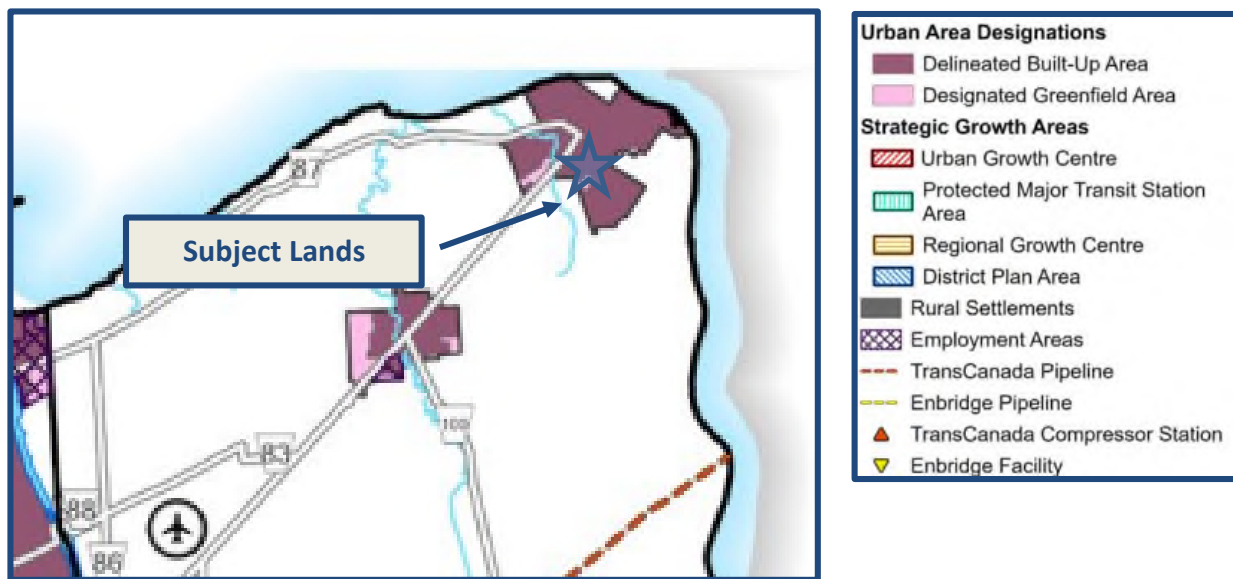 87
Subject Lands
100
83
88
86
Urban Area Designations
Delineated Built-Up Area
Designated Greenfield Area
Strategic Growth Areas
Urban Growth Centre
Protected Major Transit Station
Area
Regional Growth Centre
District Plan Area
Rural Settlements
Employment Areas
TransCanada Pipeline
Enbridge Pipeline
TransCanada Compressor Station
Enbridge Facility